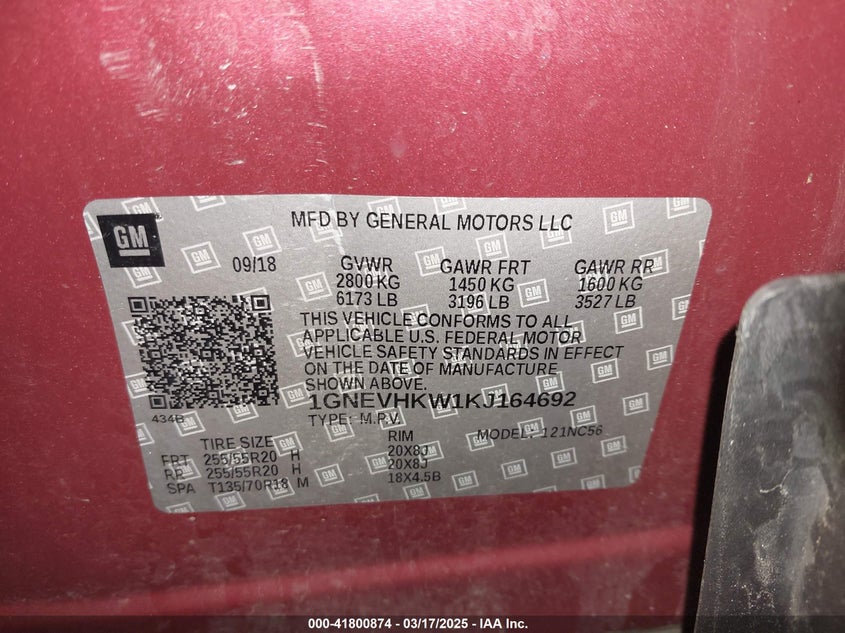 GM
MFD BY GENERAL MOTORS LLC
09/18 GVWR GAWR FRT GAWR RR
2800 KG 1450 KG 1600 KG
6173 LB 3196 LB 3527 LB
THIS VEHICLE CONFORMS TO ALL
APPLICABLE U.S. FEDERAL MOTOR
VEHICLE SAFETY STANDARDS IN EFFECT
ON THE DATE OF MANUFACTURE
SHOWN ABOVE.
1GNEVHKW1KJ164692
434B
TYPE: M.P.V. MODEL: 121NC56
TIRE SIZE RIM
FRT 255/55R20 H 20X8J
RR 255/55R20 H 20X8J
SPA T135/70R18 M 18X4.5B
000-41800874 | 03/17/2025 - IAA Inc.